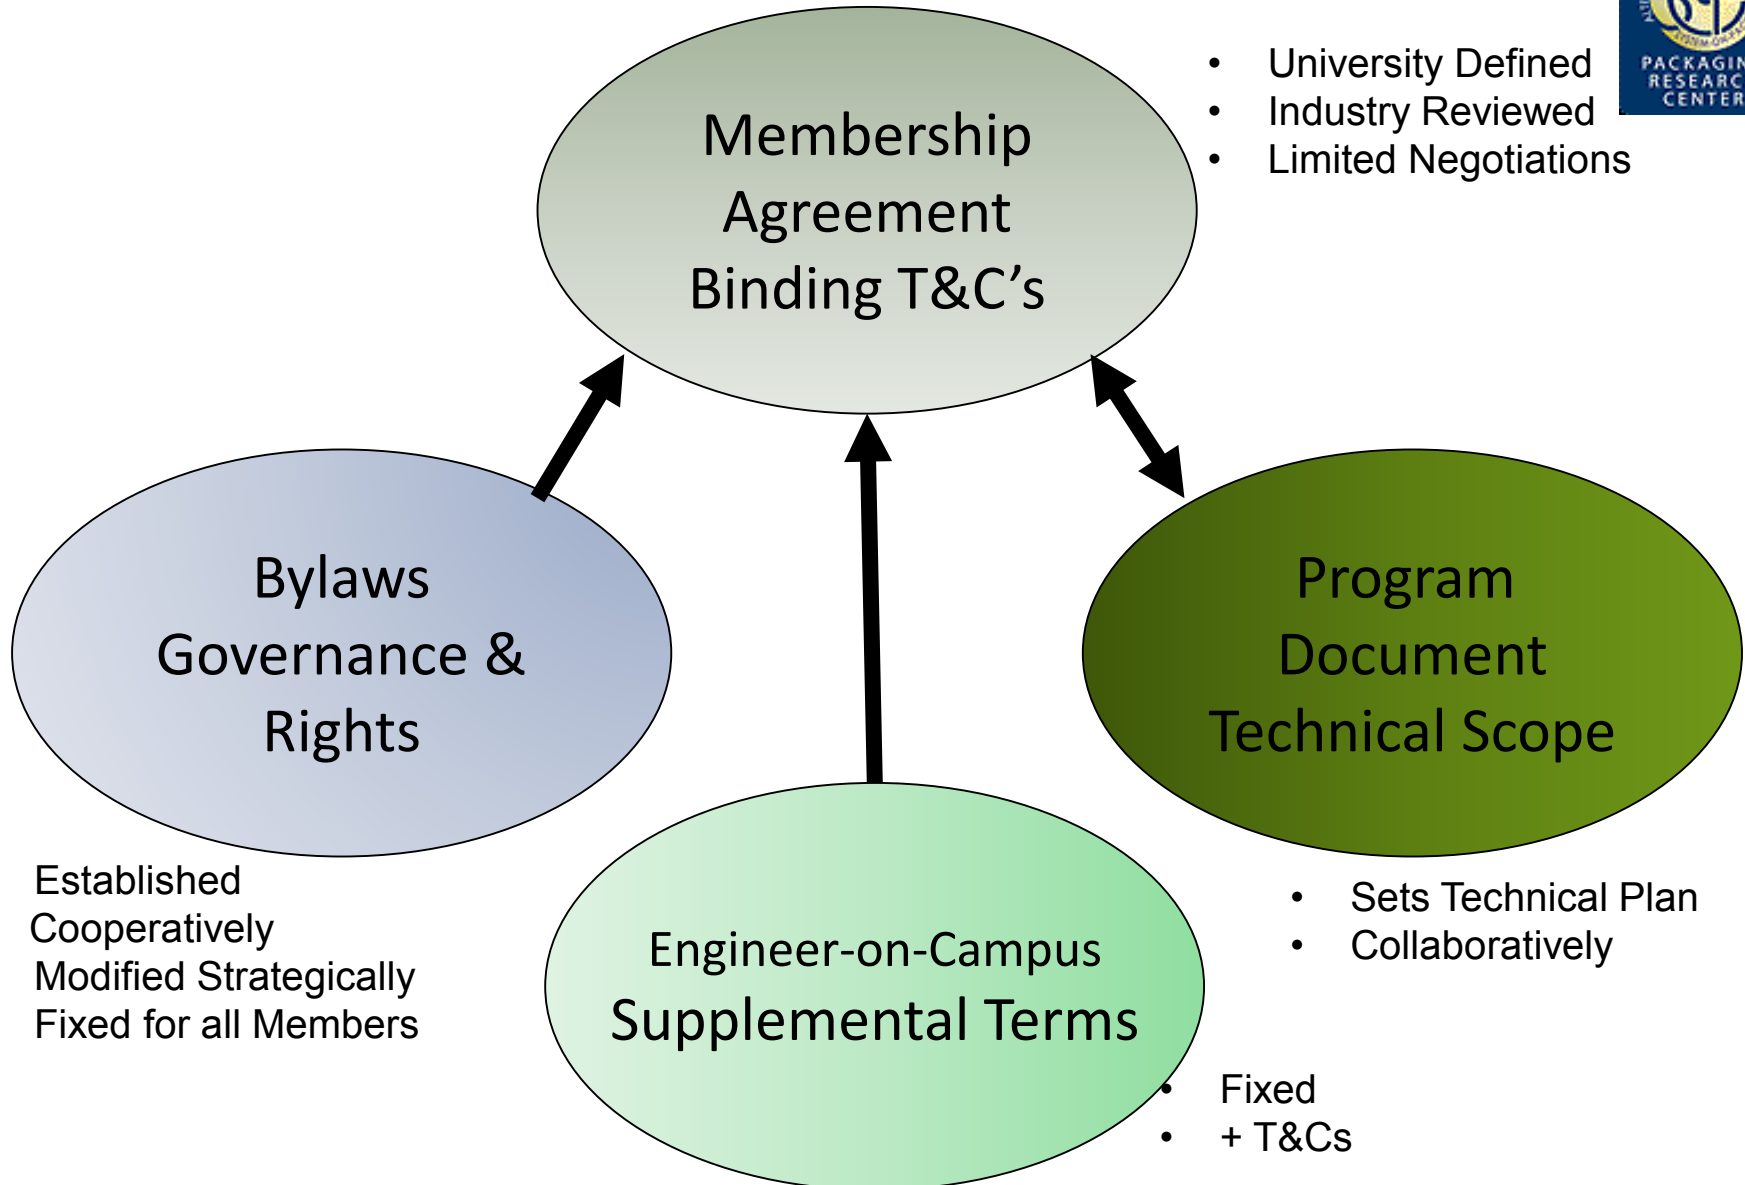 PACKAGIN
RESEARC
CENTER
• University Defined
• Industry Reviewed
• Limited Negotiations
Membership
Agreement
Binding T&C’s
Bylaws
Governance &
Rights
Program
Document
Technical Scope
Established
Cooperatively
Modified Strategically
Fixed for all Members
Engineer-on-Campus
Supplemental Terms
• Sets Technical Plan
• Collaboratively
• Fixed
• + T&Cs